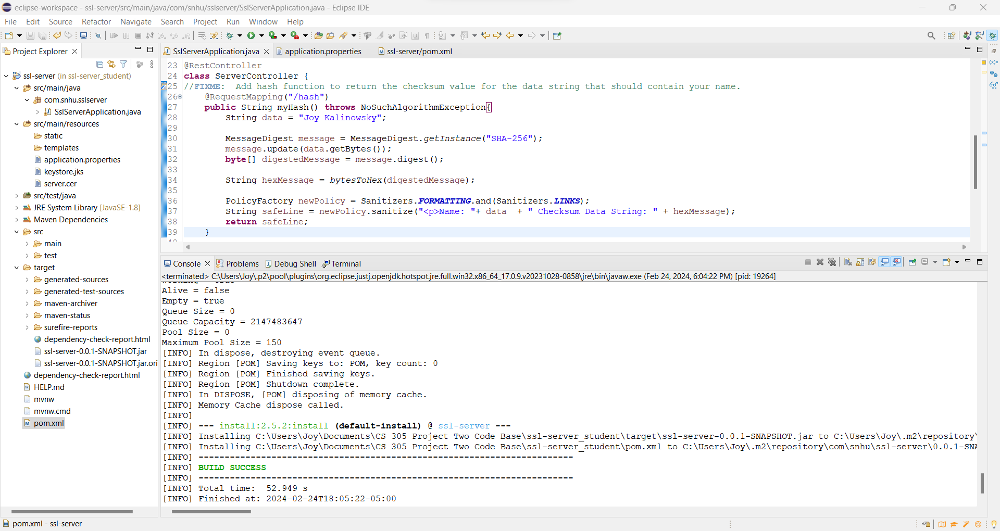 eclipse-workspace - ssl-server/src/main/java/com/snhu/sslserver/SslServerApplication.java - Eclipse IDE
File Edit Source Refactor Navigate Search Project Run Window Help
Project Explorer
ssl-server (in ssl-server_student)
src/main/java
com.snhu.sslserver
SslServerApplication.java
src/main/resources
static
templates
application.properties
keystore.jks
server.cer
src/test/java
JRE System Library [JavaSE-1.8]
Maven Dependencies
src
main
test
target
generated-sources
generated-test-sources
maven-archiver
maven-status
surefire-reports
dependency-check-report.html
ssl-server-0.0.1-SNAPSHOT.jar
ssl-server-0.0.1-SNAPSHOT.jar.ori
dependency-check-report.html
HELP.md
mvnw
mvnw.cmd
pom.xml
SslServerApplication.java application.properties ssl-server/pom.xml
23 @RestController
24 class ServerController {
25 //FIXME:  Add hash function to return the checksum value for the data string that should contain your name.
26     @RequestMapping("/hash")
27     public String myHash() throws NoSuchAlgorithmException{
28         String data = "Joy Kalinowsky";
29
30         MessageDigest message = MessageDigest.getInstance("SHA-256");
31         message.update(data.getBytes());
32         byte[] digestedMessage = message.digest();
33
34         String hexMessage = bytesToHex(digestedMessage);
35
36         PolicyFactory newPolicy = Sanitizers.FORMATTING.and(Sanitizers.LINKS);
37         String safeLine = newPolicy.sanitize("<p>Name: "+ data  + " Checksum Data String: " + hexMessage);
38         return safeLine;
39     }
Console Problems Debug Shell Terminal
<terminated> C:\Users\Joy\.p2\pool\plugins\org.eclipse.justj.openjdk.hotspot.jre.full.win32.x86_64_17.0.9.v20231028-0858\jre\bin\javaw.exe (Feb 24, 2024, 6:04:22 PM) [pid: 19264]
Alive = false
Empty = true
Queue Size = 0
Queue Capacity = 2147483647
Pool Size = 0
Maximum Pool Size = 150
[INFO] In dispose, destroying event queue.
[INFO] Region [POM] Saving keys to: POM, key count: 0
[INFO] Region [POM] Finished saving keys.
[INFO] Region [POM] Shutdown complete.
[INFO] In DISPOSE, [POM] disposing of memory cache.
[INFO] Memory Cache dispose called.
[INFO]
[INFO] --- install:2.5.2:install (default-install) @ ssl-server ---
[INFO] Installing C:\Users\Joy\Documents\CS 305 Project Two Code Base\ssl-server_student\target\ssl-server-0.0.1-SNAPSHOT.jar to C:\Users\Joy\.m2\repository\
[INFO] Installing C:\Users\Joy\Documents\CS 305 Project Two Code Base\ssl-server_student\pom.xml to C:\Users\Joy\.m2\repository\com\snhu\ssl-server\0.0.1-SNA
[INFO] ------------------------------------------------------------------------
[INFO] BUILD SUCCESS
[INFO] ------------------------------------------------------------------------
[INFO] Total time:  52.949 s
[INFO] Finished at: 2024-02-24T18:05:22-05:00
pom.xml - ssl-server